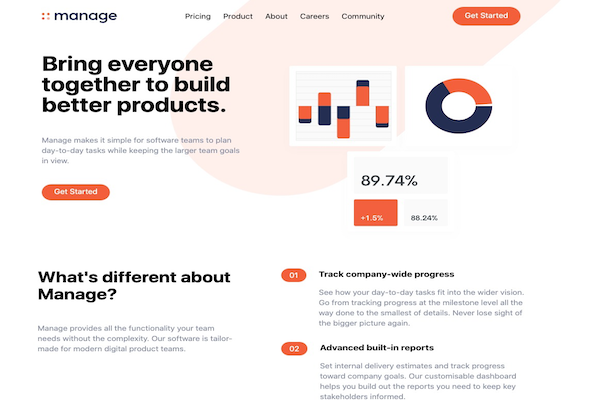 manage
Pricing Product About Careers Community
Get Started
Bring everyone
together to build
better products.
Manage makes it simple for software teams to plan
day-to-day tasks while keeping the larger team goals
in view.
Get Started
89.74%
+1.5%
88.24%
What's different about
Manage?
Manage provides all the functionality your team
needs without the complexity. Our software is tailor-
made for modern digital product teams.
01
Track company-wide progress
See how your day-to-day tasks fit into the wider vision.
Go from tracking progress at the milestone level all the
way done to the smallest of details. Never lose sight of
the bigger picture again.
02
Advanced built-in reports
Set internal delivery estimates and track progress
toward company goals. Our customisable dashboard
helps you build out the reports you need to keep key
stakeholders informed.